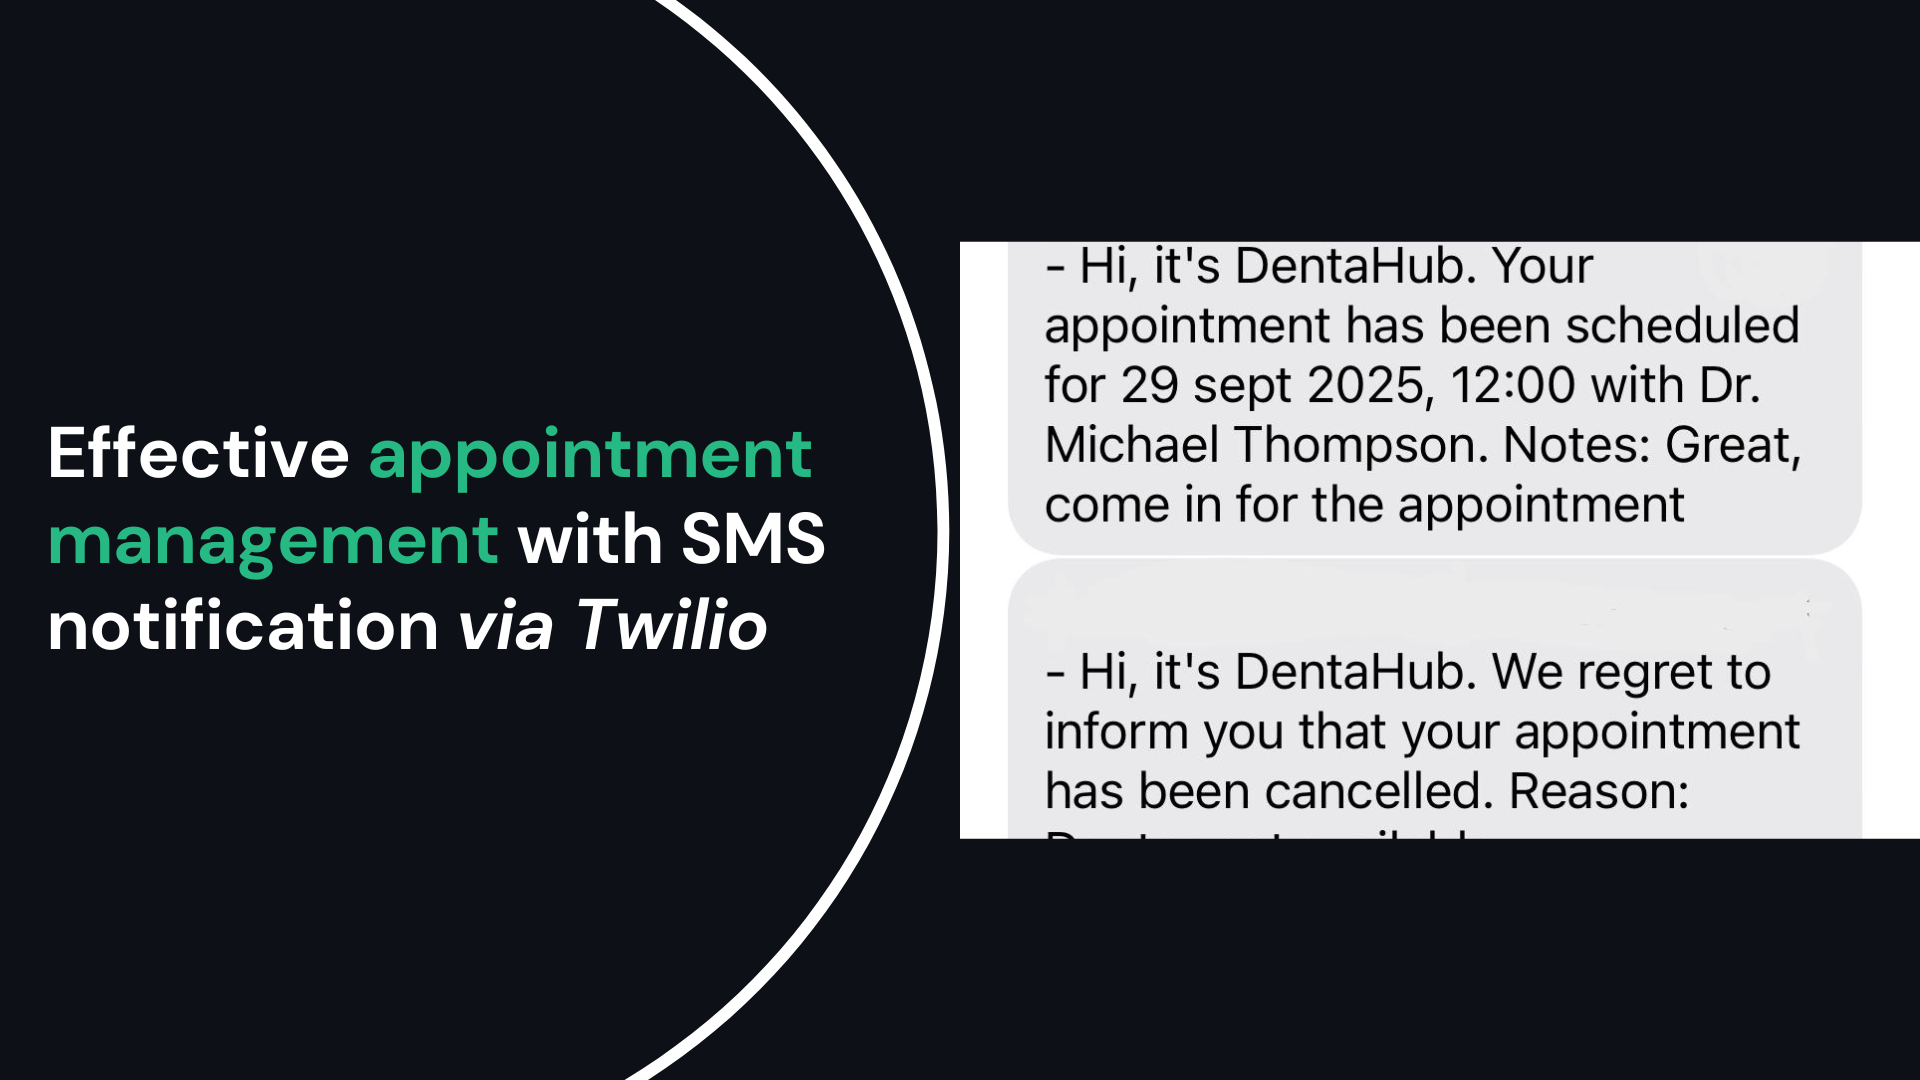 Effective appointment
management with SMS
notification via Twilio
- Hi, it's DentaHub. Your
appointment has been scheduled
for 29 sept 2025, 12:00 with Dr.
Michael Thompson. Notes: Great,
come in for the appointment
- Hi, it's DentaHub. We regret to
inform you that your appointment
has been cancelled. Reason: